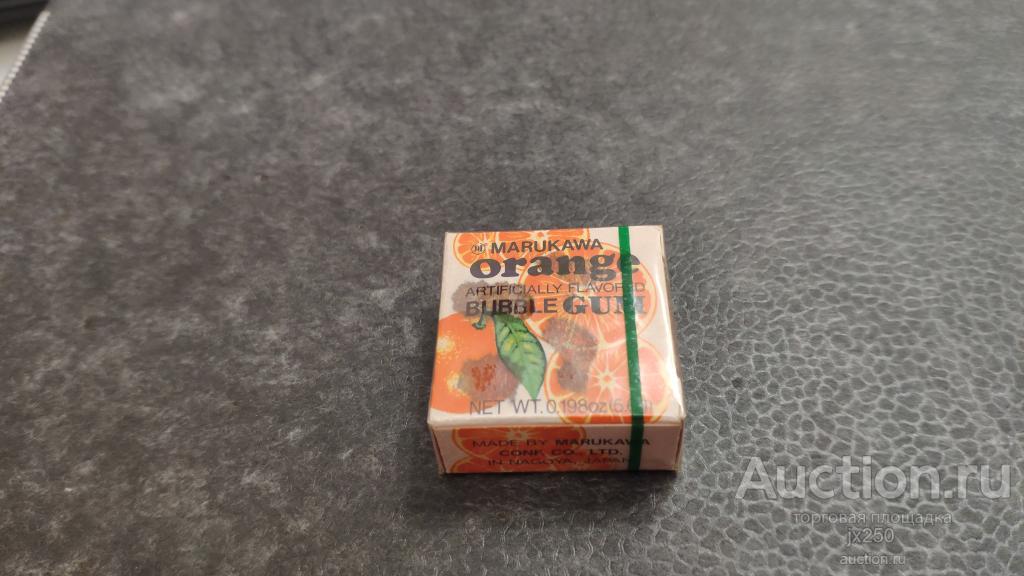 MARUKAWA
orange
ARTIFICIALLY FLAVORED
BUBBLE GUM
NET WT. 0.198oz
MADE BY MARUKAWA
CONF. CO., LTD.
IN NAGOYA, JAPAN
Auction.ru
торговая площадка
jx250
auction.ru